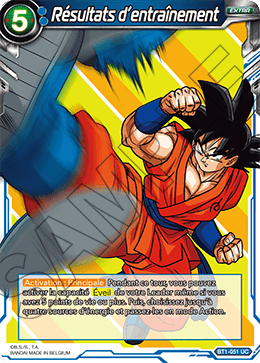 5 Résultats d'entraînement EXTRA
Activation : Principale Pendant ce tour, vous pouvez
activer la capacité Éveil de votre Leader même si vous
avez 5 points de vie ou plus. Puis, choisissez jusqu'à
quatre sources d'énergie et passez-les en mode Action.
©B.S./S., T.A.
BANDAI MADE IN BELGIUM
BT1-051 UC